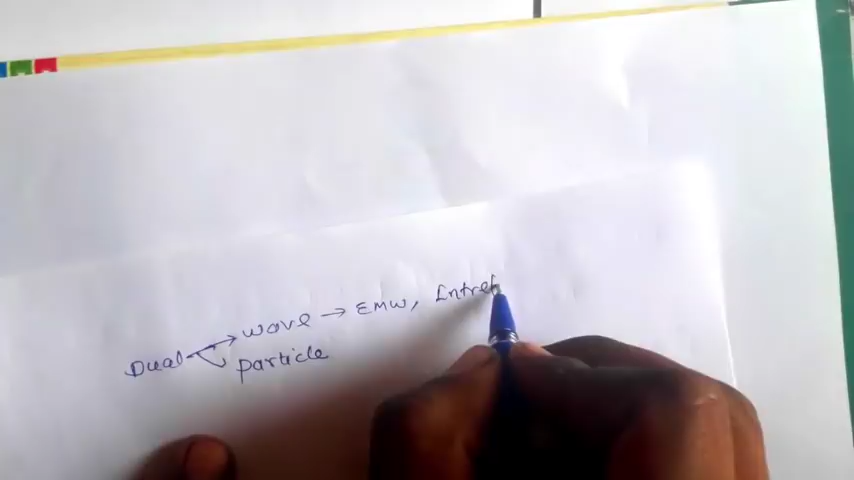 Dual wave → EMW, Intref
particle